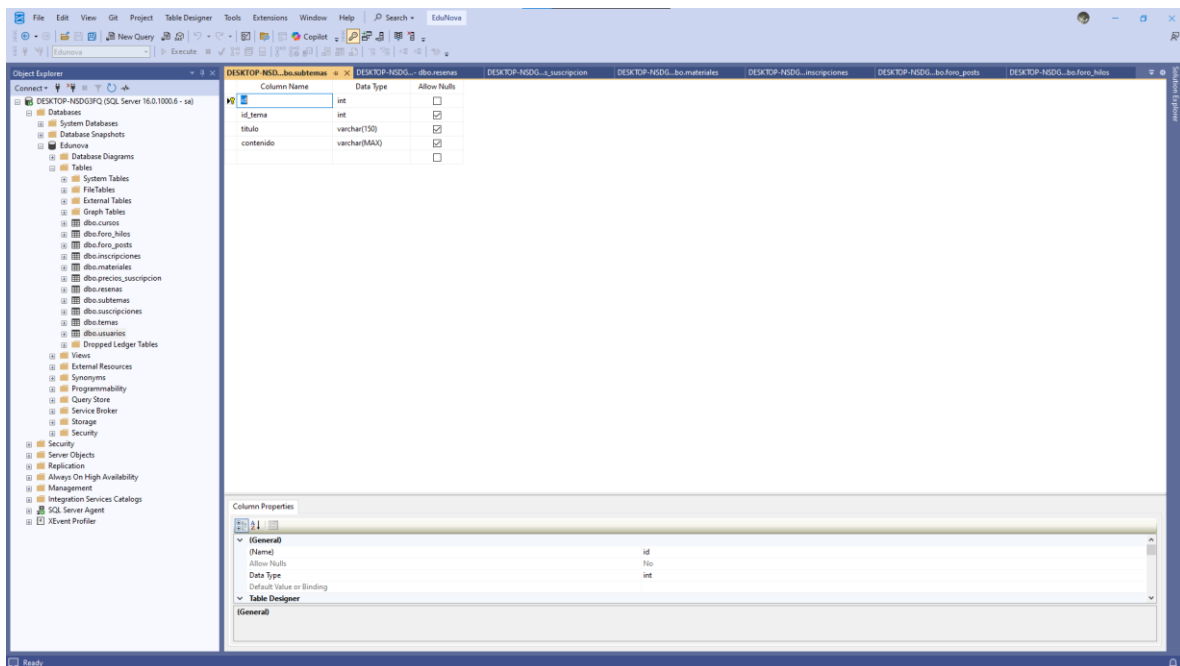 File Edit View Git Project Table Designer Tools Extensions Window Help Search EduNova
New Query Copilot
Edunova Execute
Object Explorer
Connect
DESKTOP-NSDG3FQ (SQL Server 16.0.1000.6 - sa)
Databases
System Databases
Database Snapshots
Edunova
Database Diagrams
Tables
System Tables
FileTables
External Tables
Graph Tables
dbo.cursos
dbo.foro_hilos
dbo.foro_posts
dbo.inscripciones
dbo.materiales
dbo.precios_suscripcion
dbo.resenas
dbo.subtemas
dbo.suscripciones
dbo.temas
dbo.usuarios
Dropped Ledger Tables
Views
External Resources
Synonyms
Programmability
Query Store
Service Broker
Storage
Security
Security
Server Objects
Replication
Always On High Availability
Management
Integration Services Catalogs
SQL Server Agent
XEvent Profiler
DESKTOP-NSD...bo.subtemas DESKTOP-NSDG...- dbo.resenas DESKTOP-NSDG...s_suscripcion DESKTOP-NSDG...bo.materiales DESKTOP-NSDG...inscripciones DESKTOP-NSDG...bo.foro_posts DESKTOP-NSDG...bo.foro_hilos
Column Name Data Type Allow Nulls
id int
id_tema int
titulo varchar(150)
contenido varchar(MAX)
Column Properties
(General)
(Name) id
Allow Nulls No
Data Type int
Default Value or Binding
Table Designer
(General)
Solution Explorer
Ready